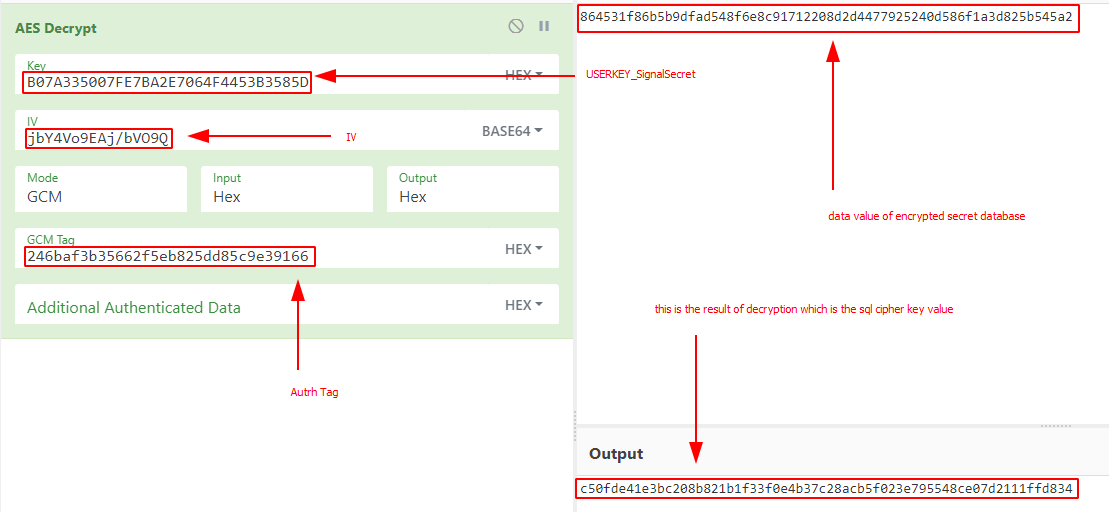 AES Decrypt
Key
B07A335007FE7BA2E7064F4453B3585D
HEX
USERKEY_SignalSecret
IV
jbY4Vo9EAj/bVO9Q
BASE64
IV
Mode
GCM
Input
Hex
Output
Hex
GCM Tag
246baf3b35662f5eb825dd85c9e39166
HEX
Additional Authenticated Data
HEX
Autrh Tag
864531f86b5b9dfad548f6e8c91712208d2d4477925240d586f1a3d825b545a2
data value of encrypted secret database
this is the result of decryption which is the sql cipher key value
Output
c50fde41e3bc208b821b1f33f0e4b37c28acb5f023e795548ce07d2111ffd834